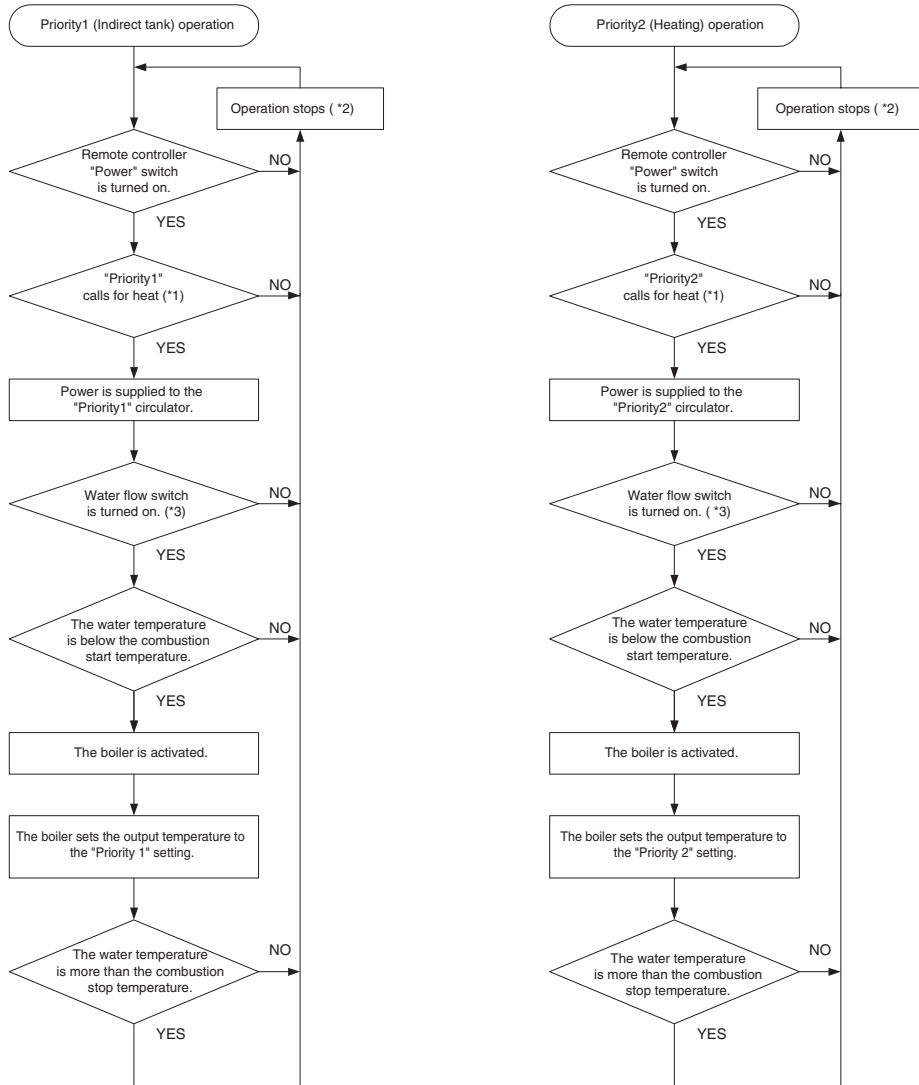 Priority1 (Indirect tank) operation
Operation stops ( *2)
Remote controller
"Power" switch
is turned on.
NO
YES
"Priority1"
calls for heat (*1)
NO
YES
Power is supplied to the
"Priority1" circulator.
Water flow switch
is turned on. (*3)
NO
YES
The water temperature
is below the combustion
start temperature.
NO
YES
The boiler is activated.
The boiler sets the output temperature to
the "Priority 1" setting.
The water temperature
is more than the combustion
stop temperature.
NO
YES
Priority2 (Heating) operation
Operation stops ( *2)
Remote controller
"Power" switch
is turned on.
NO
YES
"Priority2"
calls for heat (*1)
NO
YES
Power is supplied to the
"Priority2" circulator.
Water flow switch
is turned on. ( *3)
NO
YES
The water temperature
is below the combustion
start temperature.
NO
YES
The boiler is activated.
The boiler sets the output temperature to
the "Priority 2" setting.
The water temperature
is more than the combustion
stop temperature.
NO
YES